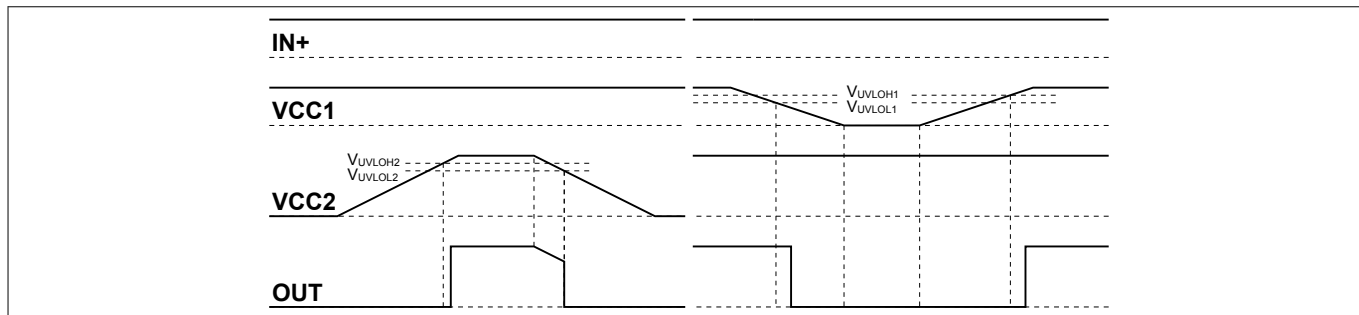 IN+
VCC1
VUVLOH1
VUVLOL1
VUVLOH2
VUVLOL2
VCC2
OUT